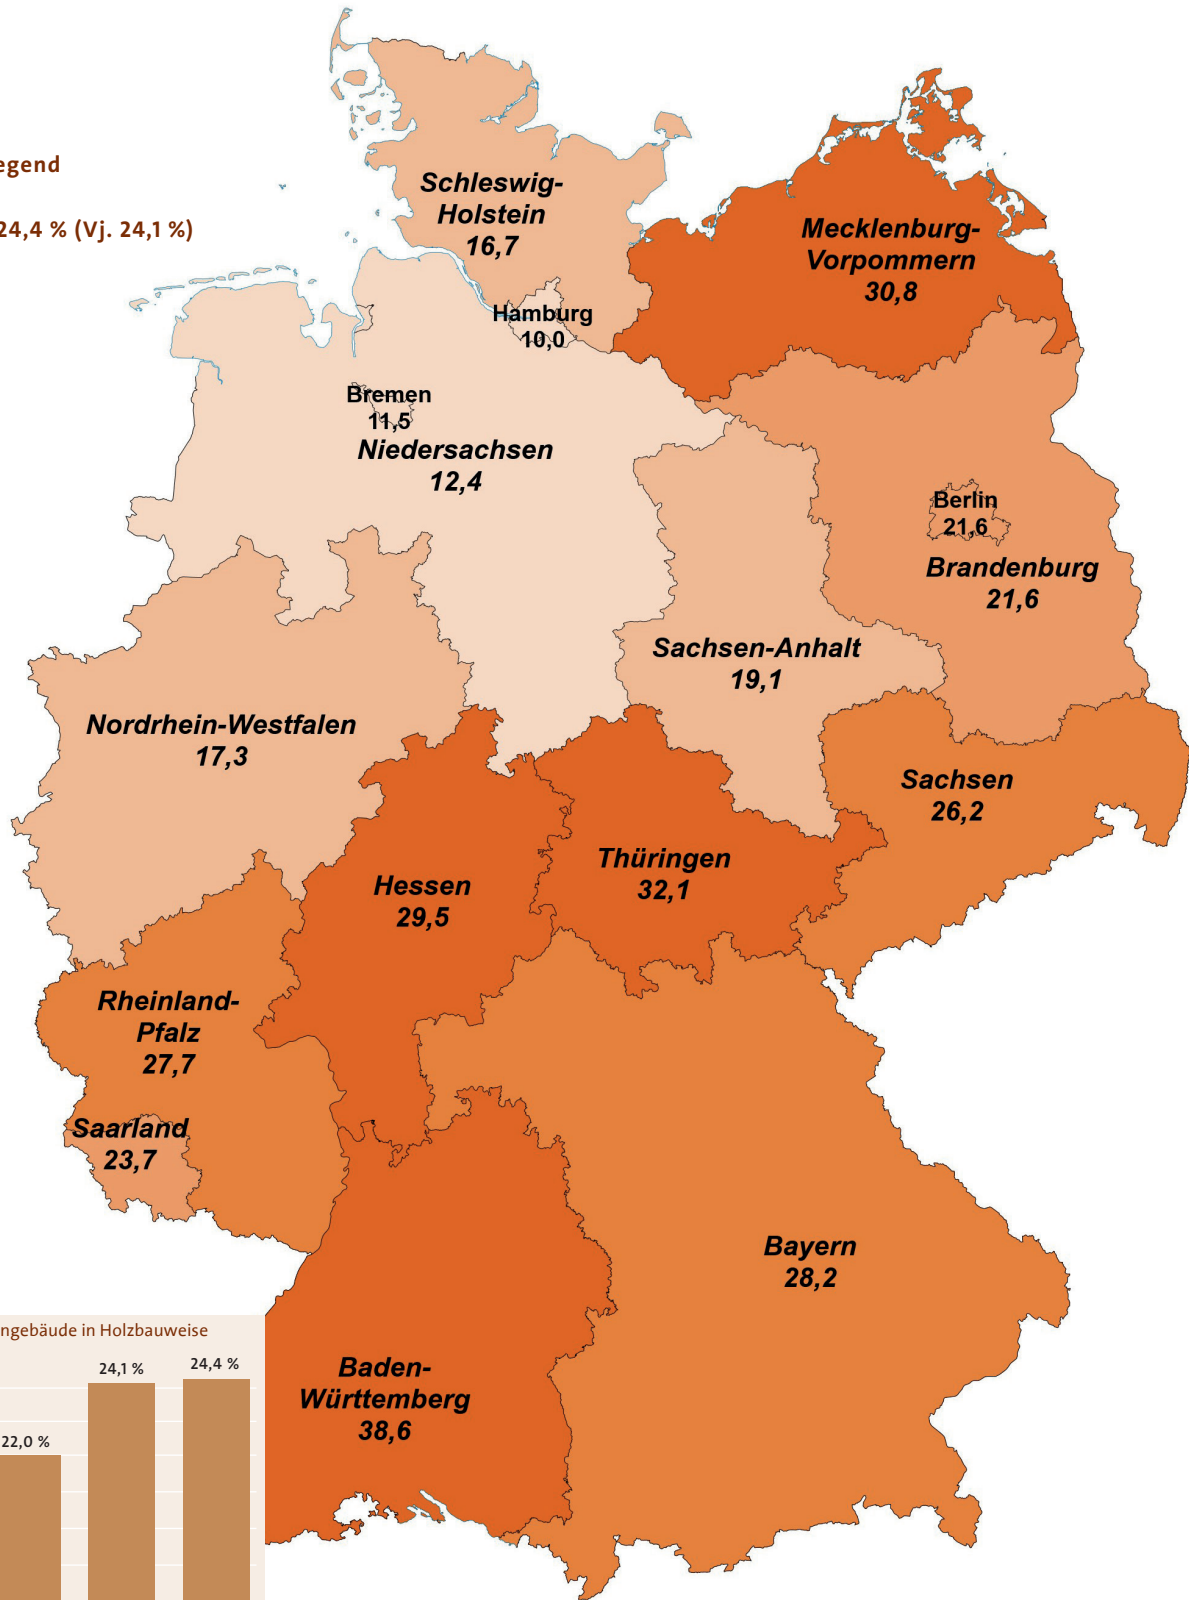 egend
24,4 % (Vj. 24,1 %)
Schleswig-
Holstein
16,7
Mecklenburg-
Vorpommern
30,8
Hamburg
10,0
Bremen
11,5
Niedersachsen
12,4
Berlin
21,6
Brandenburg
21,6
Sachsen-Anhalt
19,1
Nordrhein-Westfalen
17,3
Sachsen
26,2
Thüringen
32,1
Hessen
29,5
Rheinland-
Pfalz
27,7
Saarland
23,7
Bayern
28,2
Baden-
Württemberg
38,6
ngebäude in Holzbauweise
24,1 %
24,4 %
22,0 %